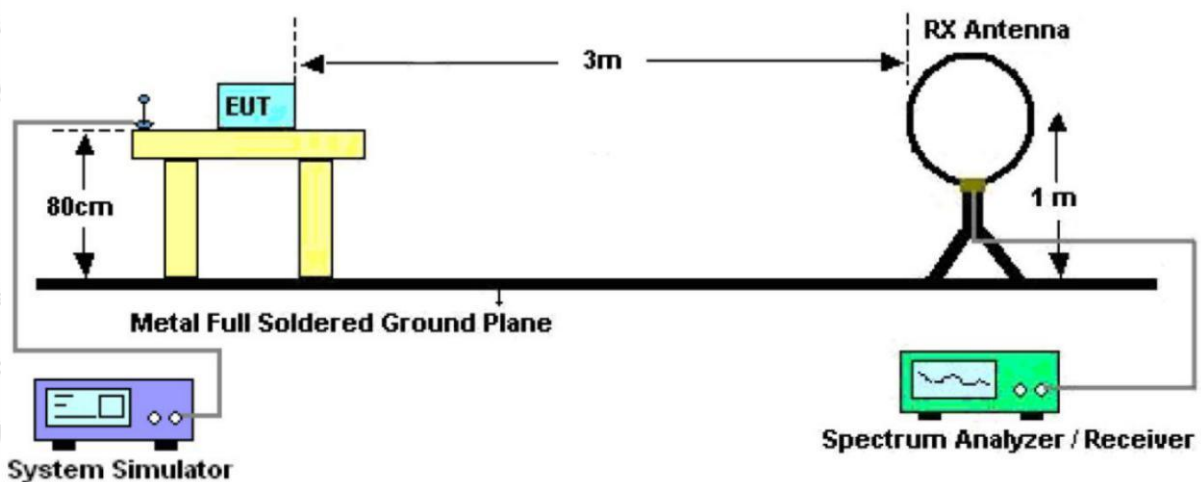 RX Antenna
3m
EUT
80cm
1 m
Metal Full Soldered Ground Plane
Spectrum Analyzer / Receiver
System Simulator